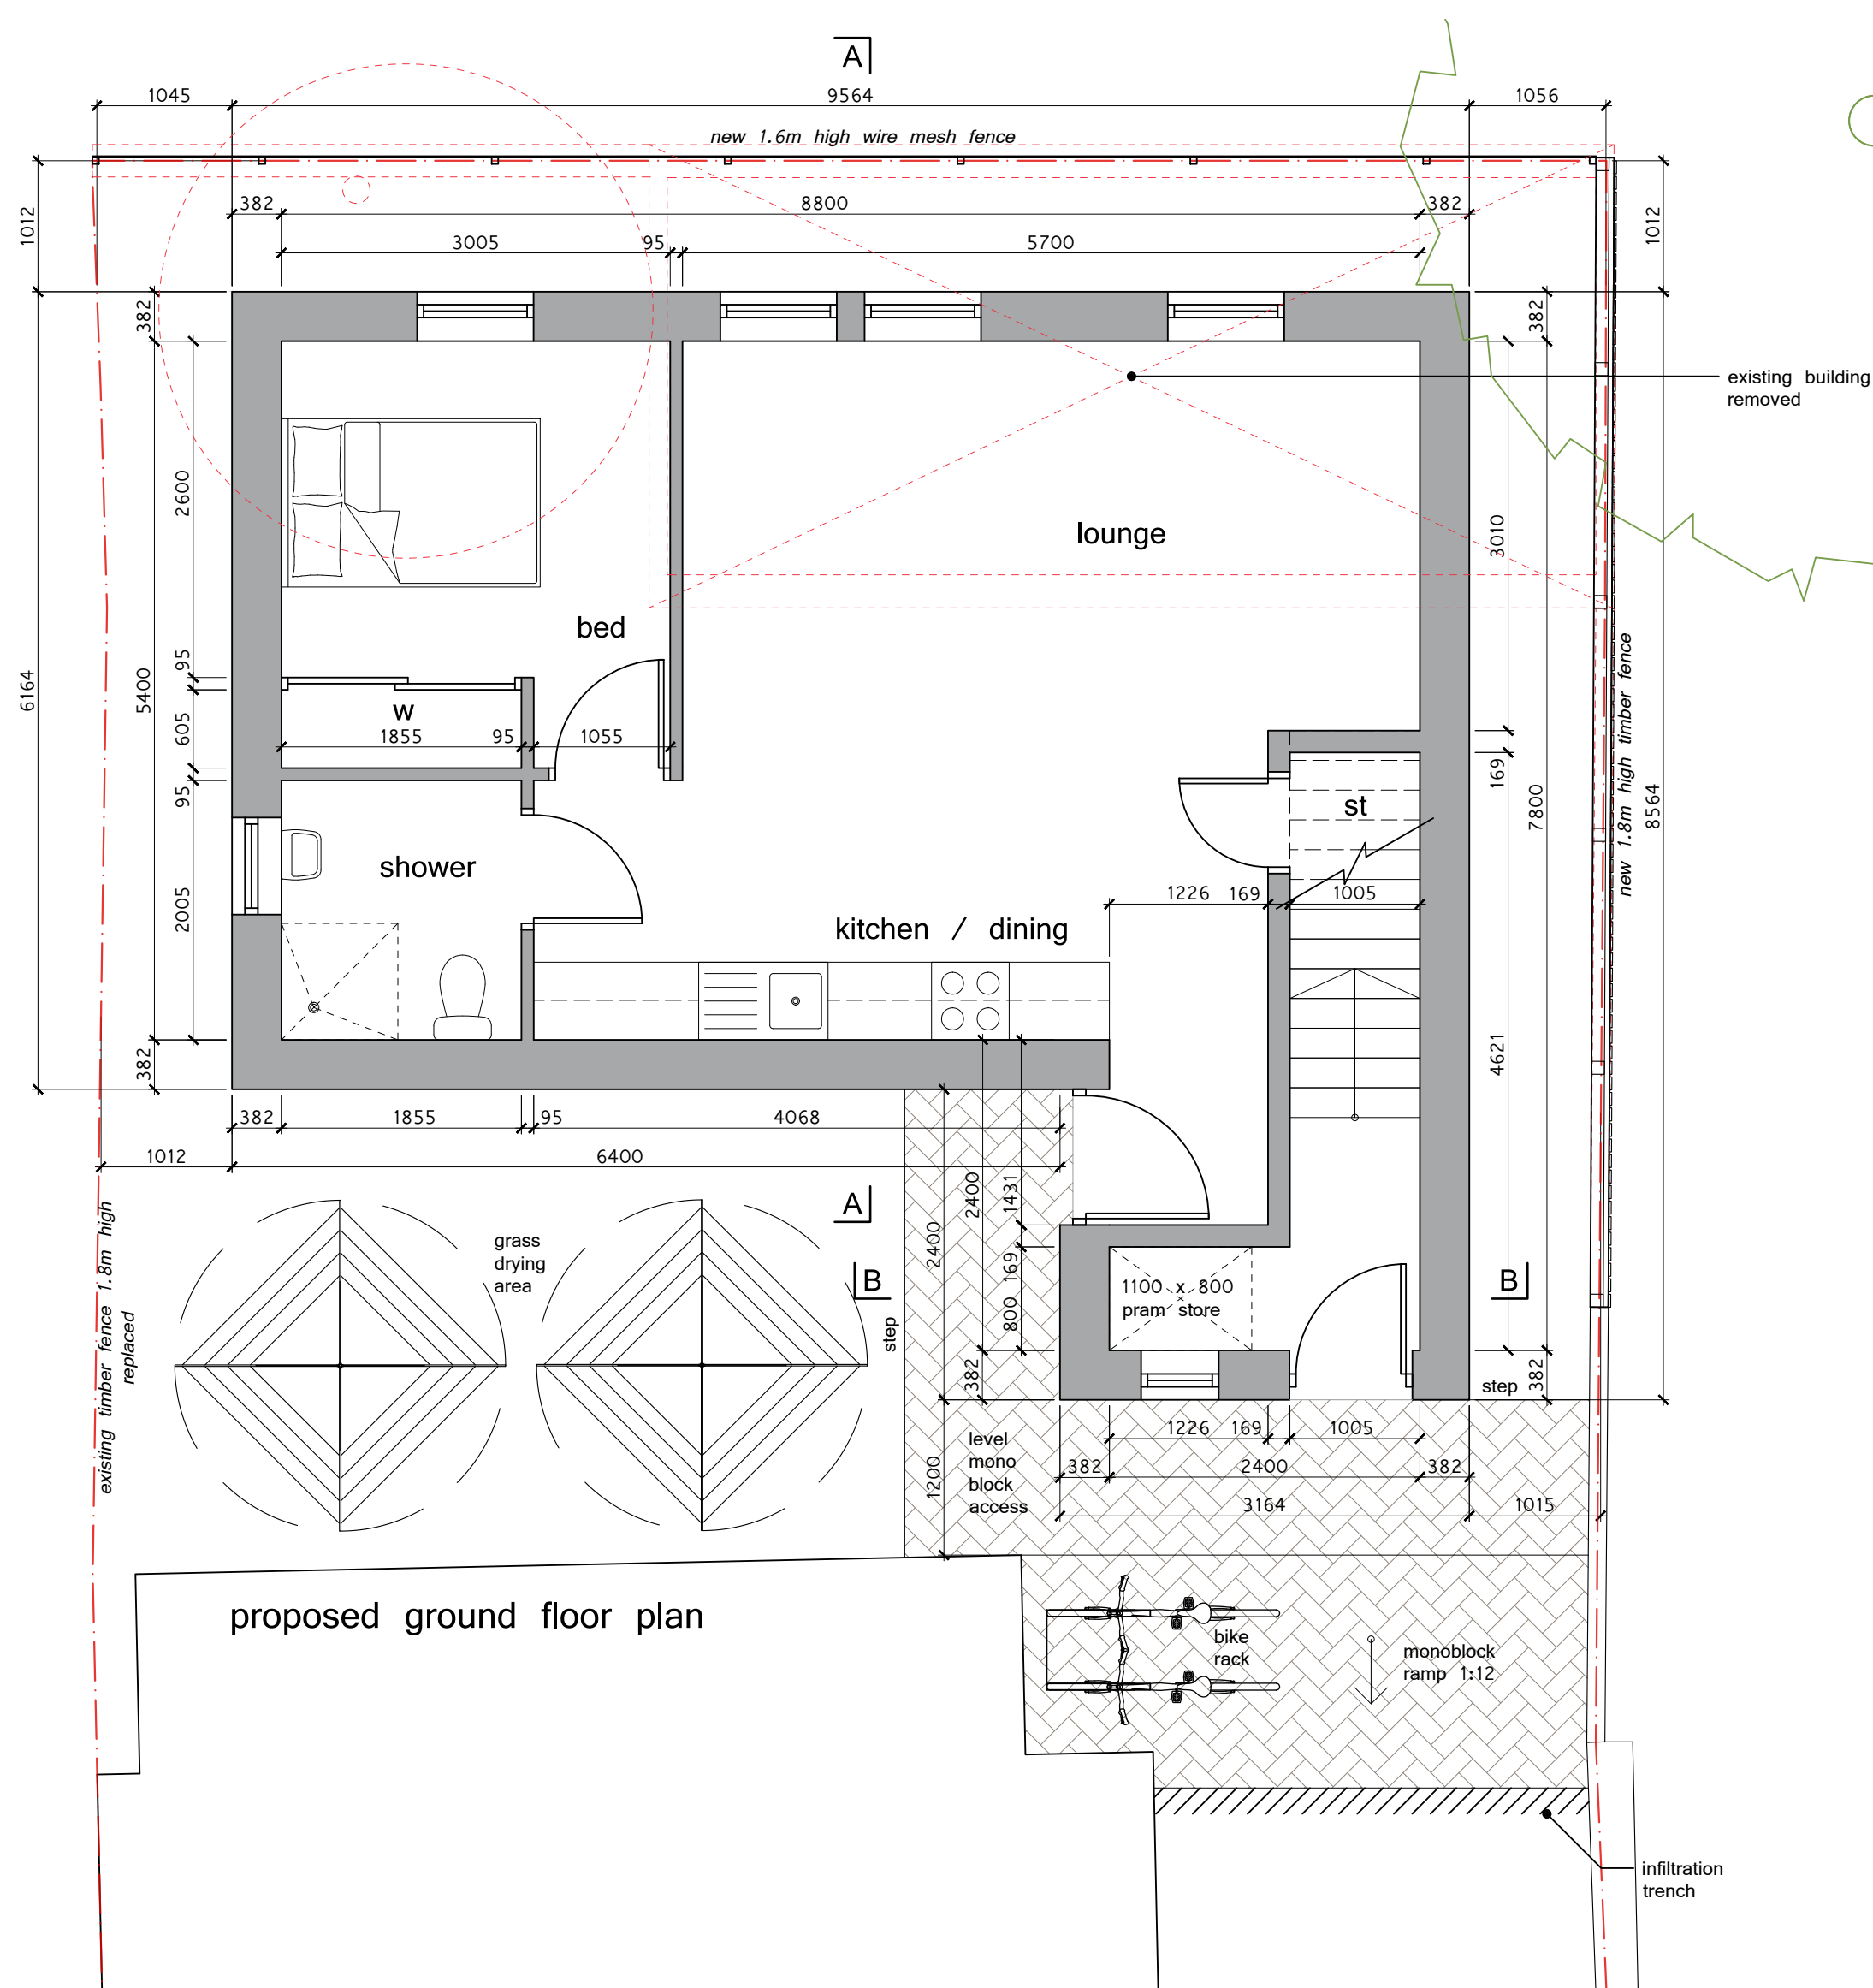 A
1045
9564
1056
new 1.6m high wire mesh fence
1012
382
8800
382
1012
3005
95
5700
382
382
existing building
removed
2600
lounge
3010
bed
95
6164
5400
w
605
1855
95
1055
95
169
st
7800
8564
new 1.8m high timber fence
shower
2005
1226
169
1005
kitchen / dining
4621
382
382
1855
95
4068
1012
6400
2400
1431
2400
A
grass
drying
area
B
169
1100 x 800
pram store
800
B
step
382
step
382
existing timber fence 1.8m high
replaced
1226
169
1005
level
mono
block
access
382
2400
382
1200
3164
1015
proposed ground floor plan
bike
rack
monoblock
ramp 1:12
infiltration
trench